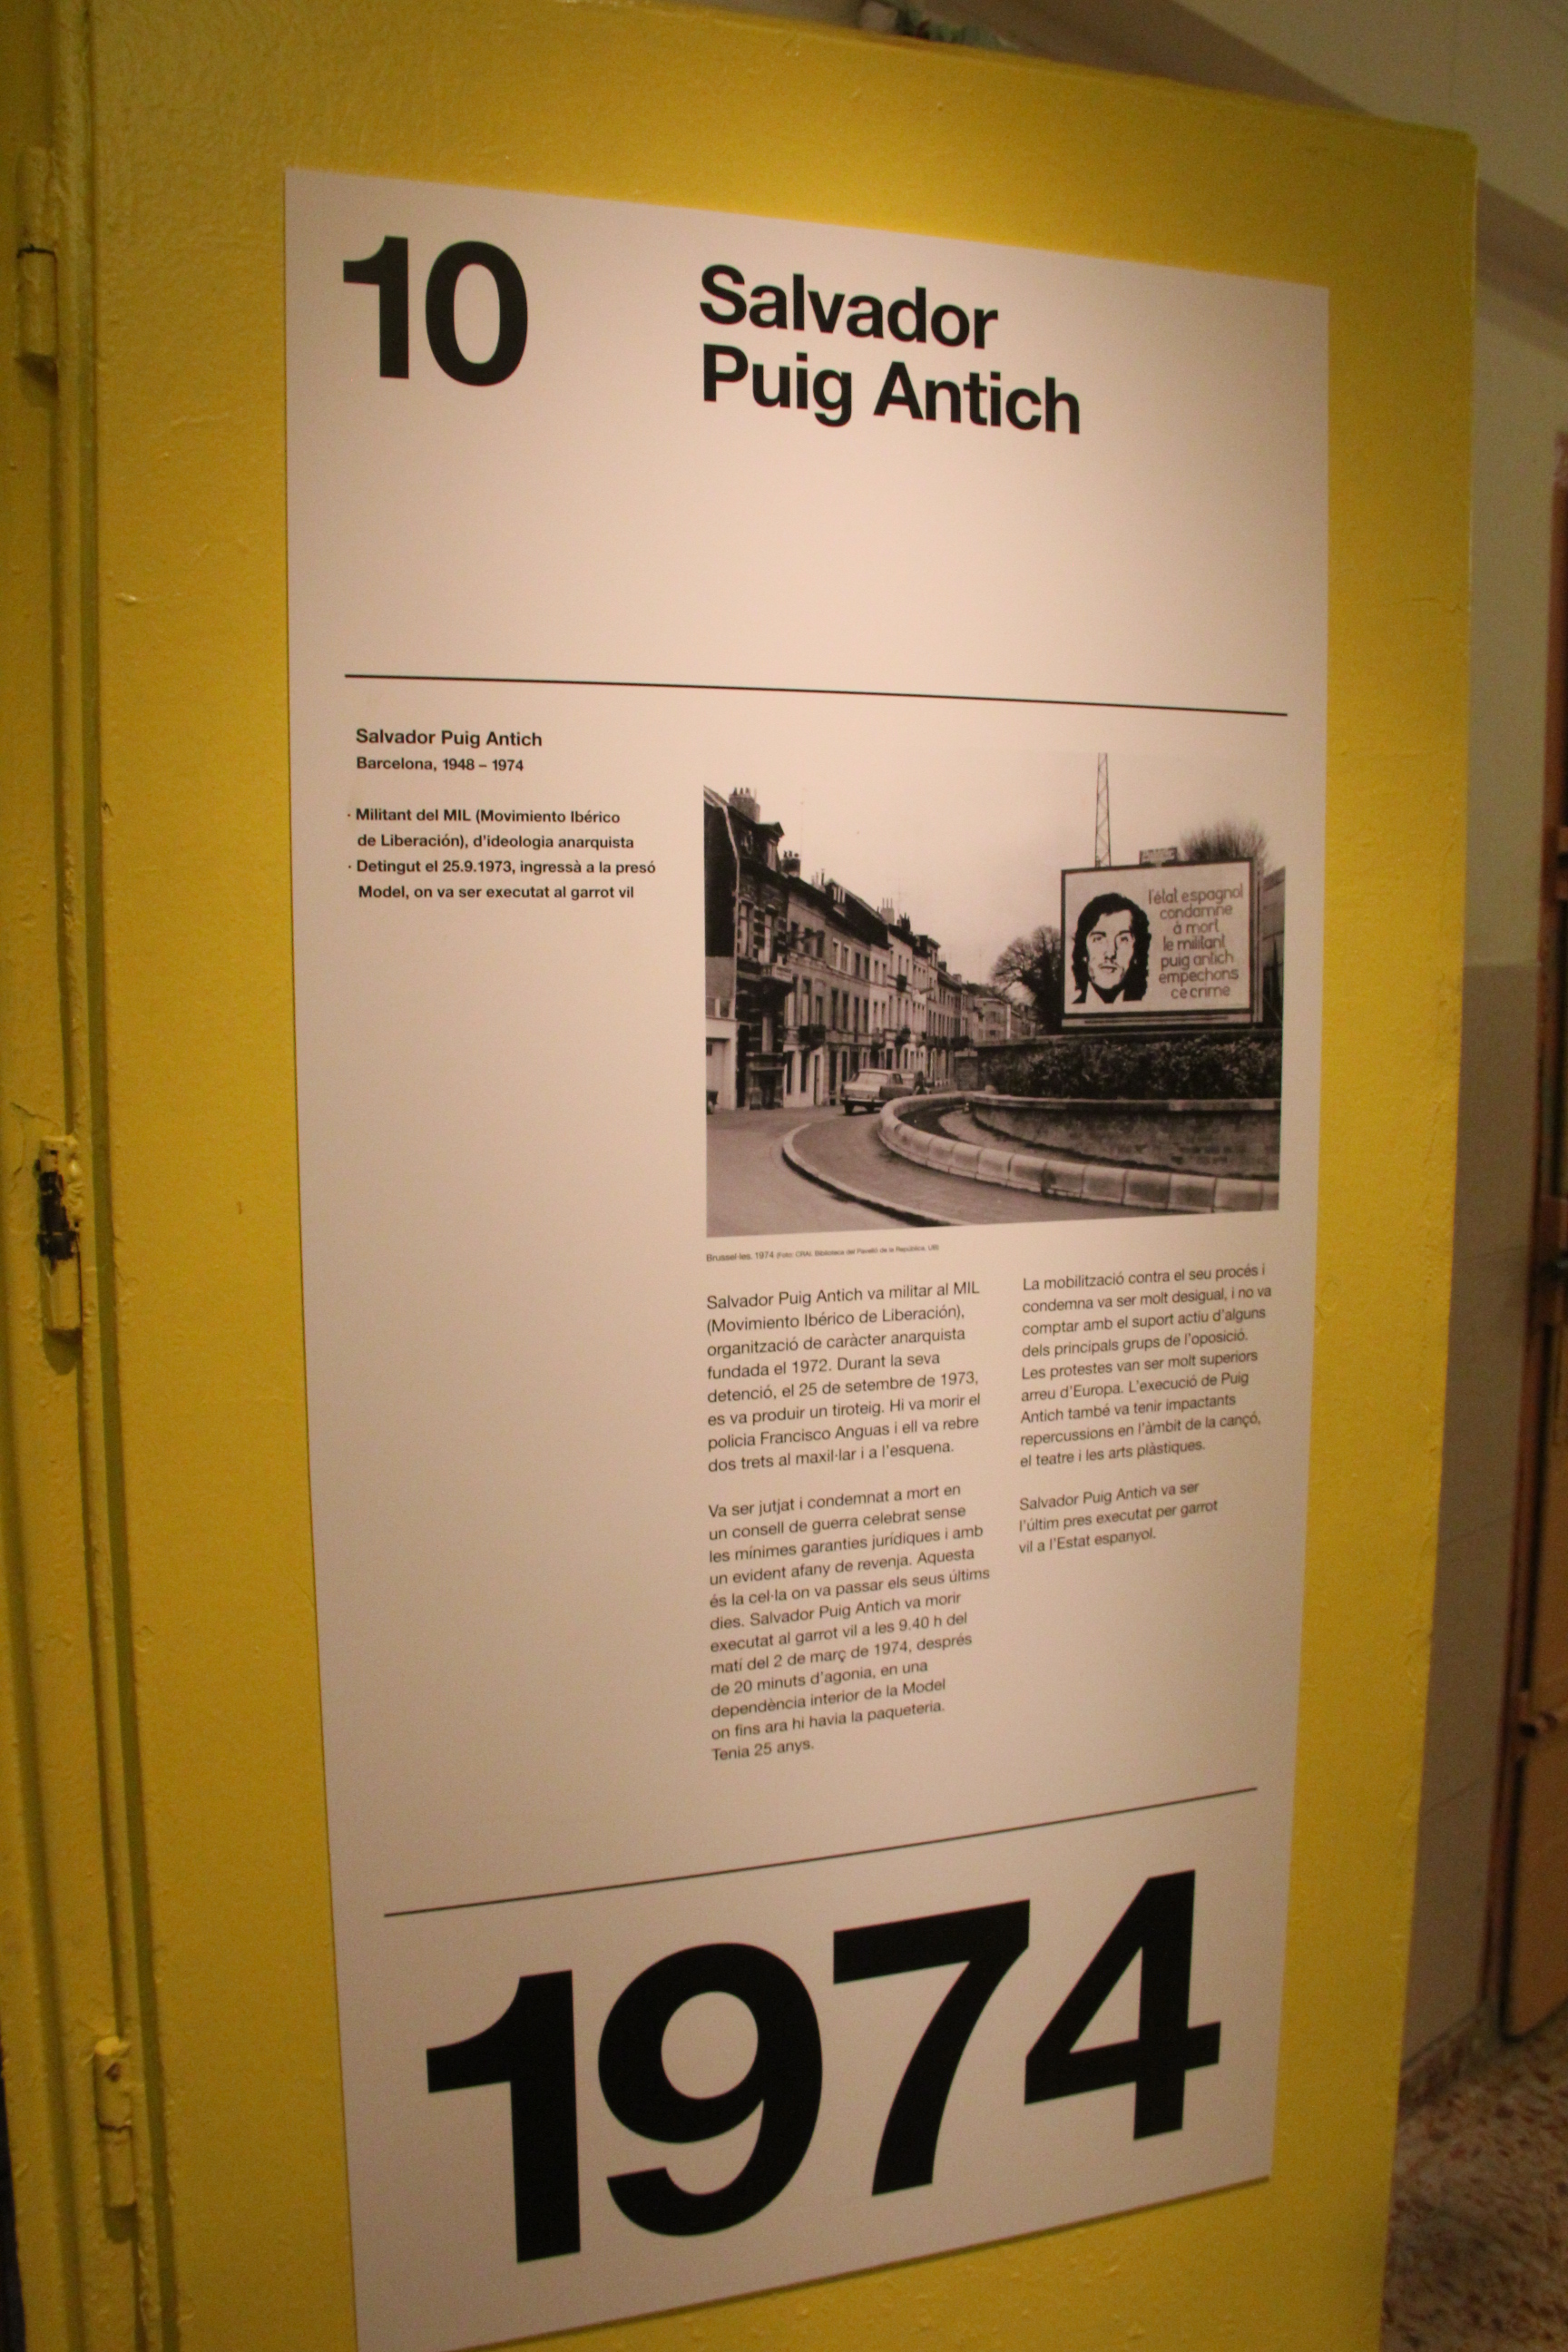 10
Salvador
Puig Antich
Salvador Puig Antich
Barcelona, 1948 – 1974
· Militant del MIL (Movimiento Ibérico
de Liberación), d'ideologia anarquista
· Detingut el 25.9.1973, ingressà a la presó
Model, on va ser executat al garrot vil
l'état espagnol
condamne
à mort
le militant
puig antich
empechons
ce crime
Brussel·les, 1974 (Foto: CRAI. Biblioteca del Pavelló de la República, UB)
Salvador Puig Antich va militar al MIL
(Movimiento Ibérico de Liberación),
organització de caràcter anarquista
fundada el 1972. Durant la seva
detenció, el 25 de setembre de 1973,
es va produir un tiroteig. Hi va morir el
policia Francisco Anguas i ell va rebre
dos trets al maxil·lar i a l'esquena.
Va ser jutjat i condemnat a mort en
un consell de guerra celebrat sense
les mínimes garanties jurídiques i amb
un evident afany de revenja. Aquesta
és la cel·la on va passar els seus últims
dies. Salvador Puig Antich va morir
executat al garrot vil a les 9.40 h del
matí del 2 de març de 1974, després
de 20 minuts d'agonia, en una
dependència interior de la Model
on fins ara hi havia la paqueteria.
Tenia 25 anys.
La mobilització contra el seu procés i
condemna va ser molt desigual, i no va
comptar amb el suport actiu d'alguns
dels principals grups de l'oposició.
Les protestes van ser molt superiors
arreu d'Europa. L'execució de Puig
Antich també va tenir impactants
repercussions en l'àmbit de la cançó,
el teatre i les arts plàstiques.
Salvador Puig Antich va ser
l'últim pres executat per garrot
vil a l'Estat espanyol.
1974